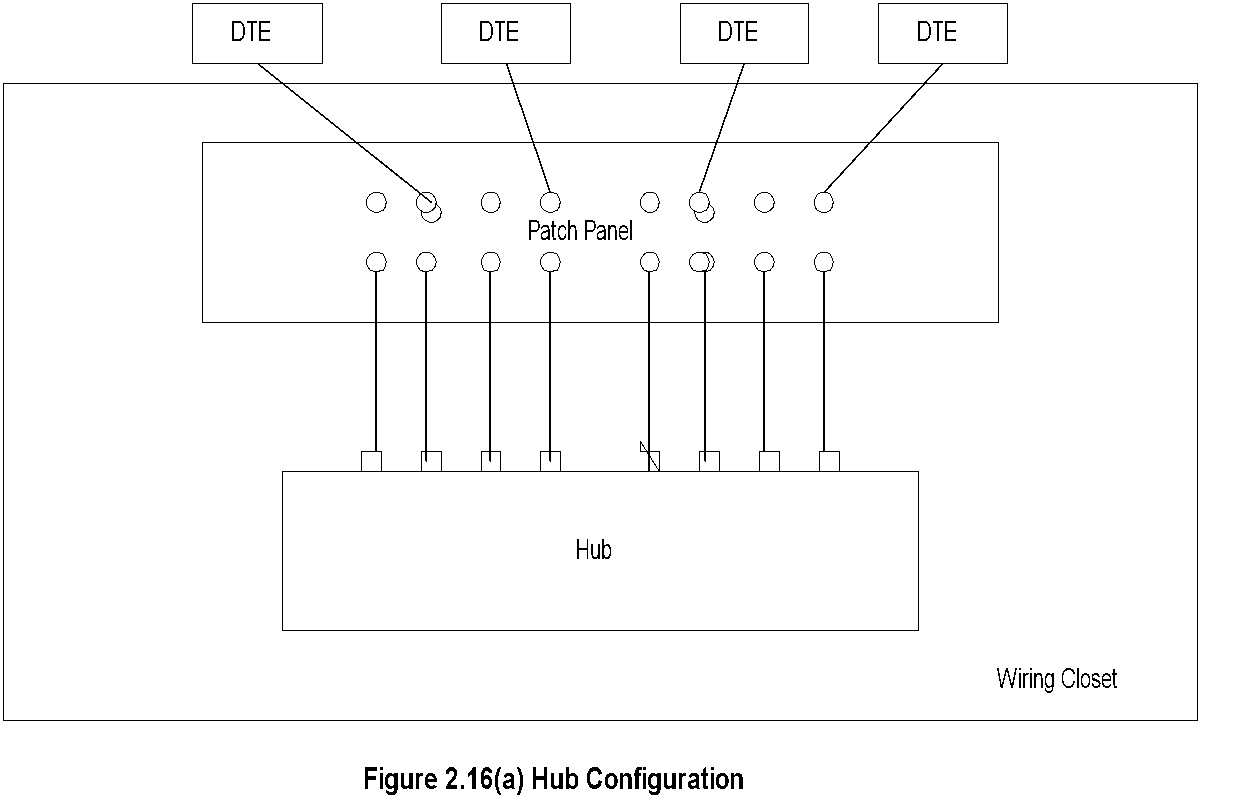 DTE
DTE
DTE
DTE
Patch Panel
Hub
Wiring Closet
Figure 2.16(a) Hub Configuration